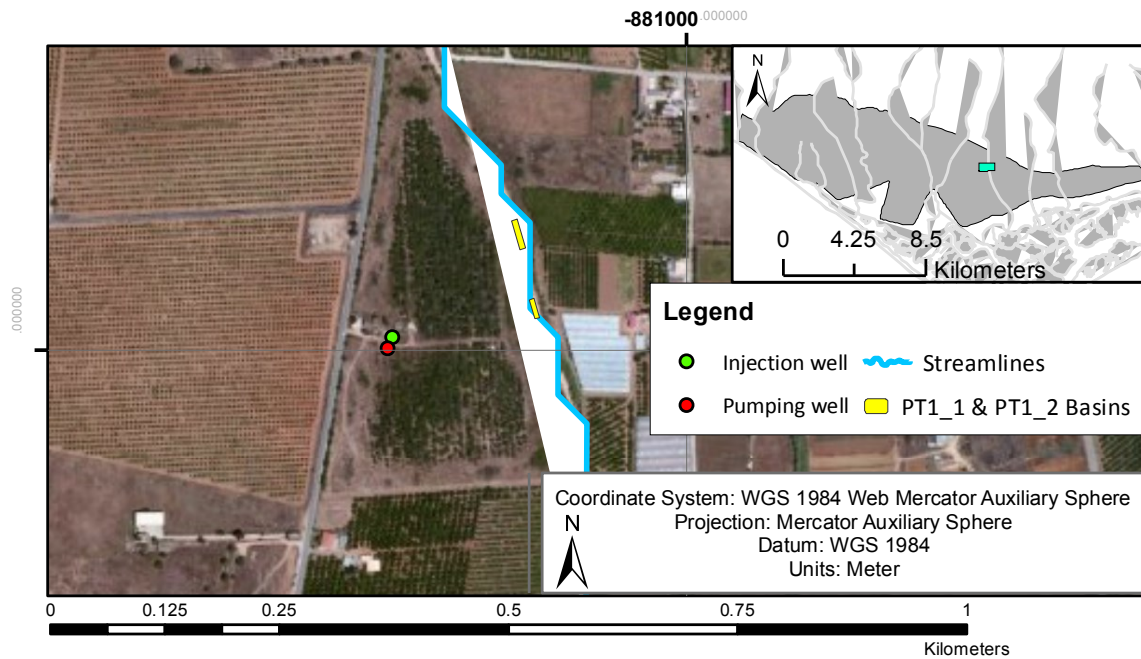 -881000.000000
N
0 4.25 8.5
Kilometers
.000000
Legend
Injection well Streamlines
Pumping well PT1_1 & PT1_2 Basins
Coordinate System: WGS 1984 Web Mercator Auxiliary Sphere
Projection: Mercator Auxiliary Sphere
Datum: WGS 1984
Units: Meter
N
0 0.125 0.25 0.5 0.75 1
Kilometers